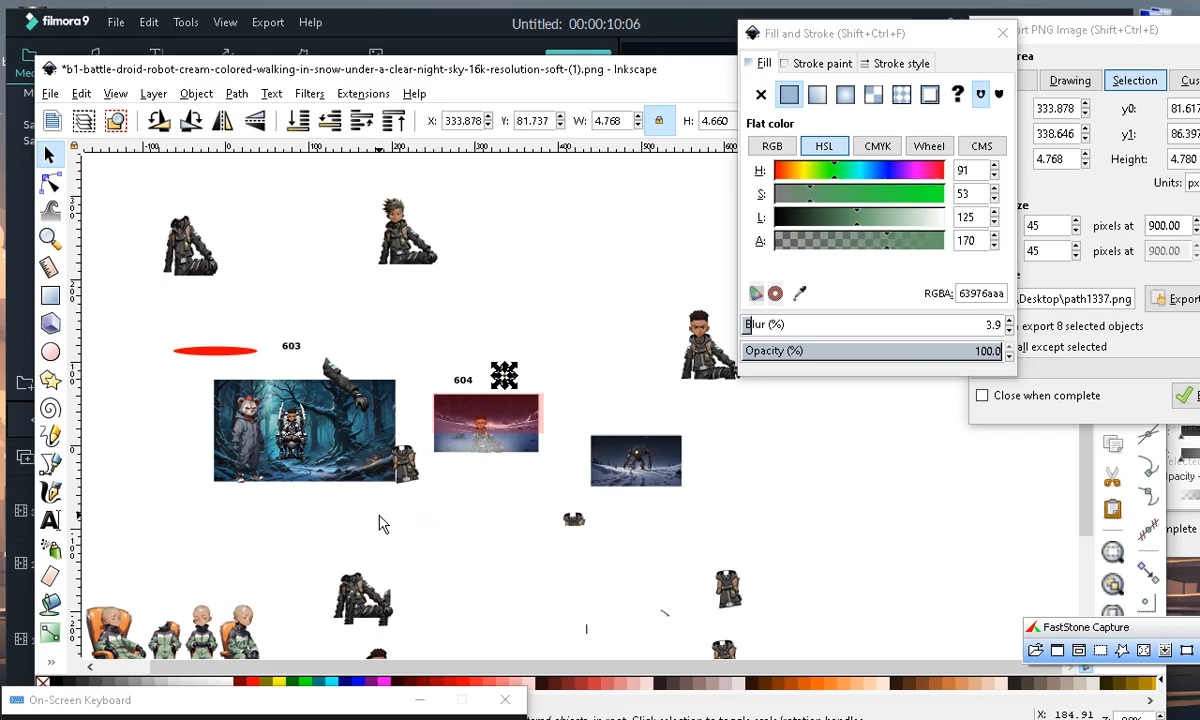 filmora9 File Edit Tools View Export Help Untitled: 00:00:10:06
*b1-battle-droid-robot-cream-colored-walking-in-snow-under-a-clear-night-sky-16k-resolution-soft-(1).png - Inkscape
File Edit View Layer Object Path Text Filters Extensions Help
X: 333.878 Y: 81.737 W: 4.768 H: 4.660
Fill and Stroke (Shift+Ctrl+F)
Fill Stroke paint Stroke style
Flat color
RGB HSL CMYK Wheel CMS
H: 91
S: 53
L: 125
A: 170
RGBA: 63976aaa
Blur (%) 3.9
Opacity (%) 100.0
ort PNG Image (Shift+Ctrl+E)
rea
Drawing Selection Cus
333.878 y0: 81.617
338.646 y1: 86.397
4.768 Height: 4.780
Units: px
ze
45 pixels at 900.00
45 pixels at 900.00
\Desktop\path1337.png Export
export 8 selected objects
all except selected
Close when complete
603
604
FastStone Capture
On-Screen Keyboard
X: 184.91